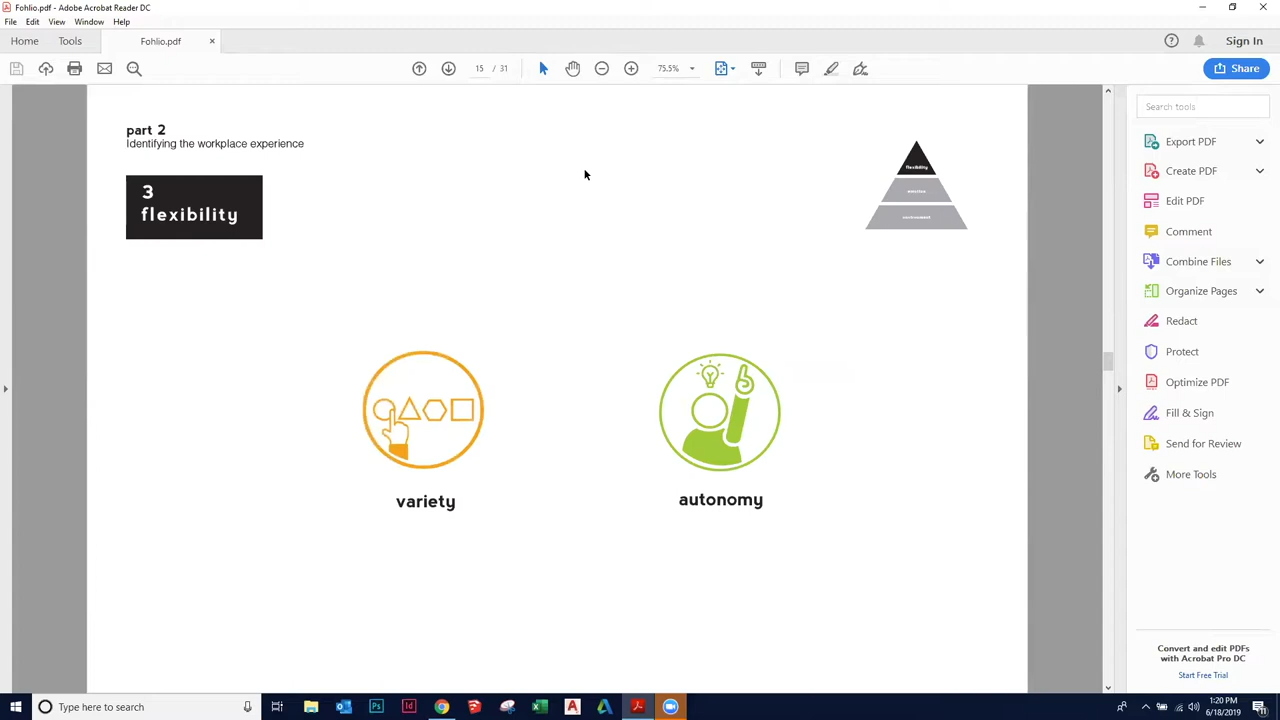 Fohlio.pdf - Adobe Acrobat Reader DC
File Edit View Window Help
Home Tools Fohlio.pdf × Sign In
15 / 31 75.5% Share
part 2
Identifying the workplace experience
3
flexibility
flexibility
emotion
environment
variety
autonomy
Search tools
Export PDF
Create PDF
Edit PDF
Comment
Combine Files
Organize Pages
Redact
Protect
Optimize PDF
Fill & Sign
Send for Review
More Tools
Convert and edit PDFs
with Acrobat Pro DC
Start Free Trial
Type here to search
1:20 PM
6/18/2019